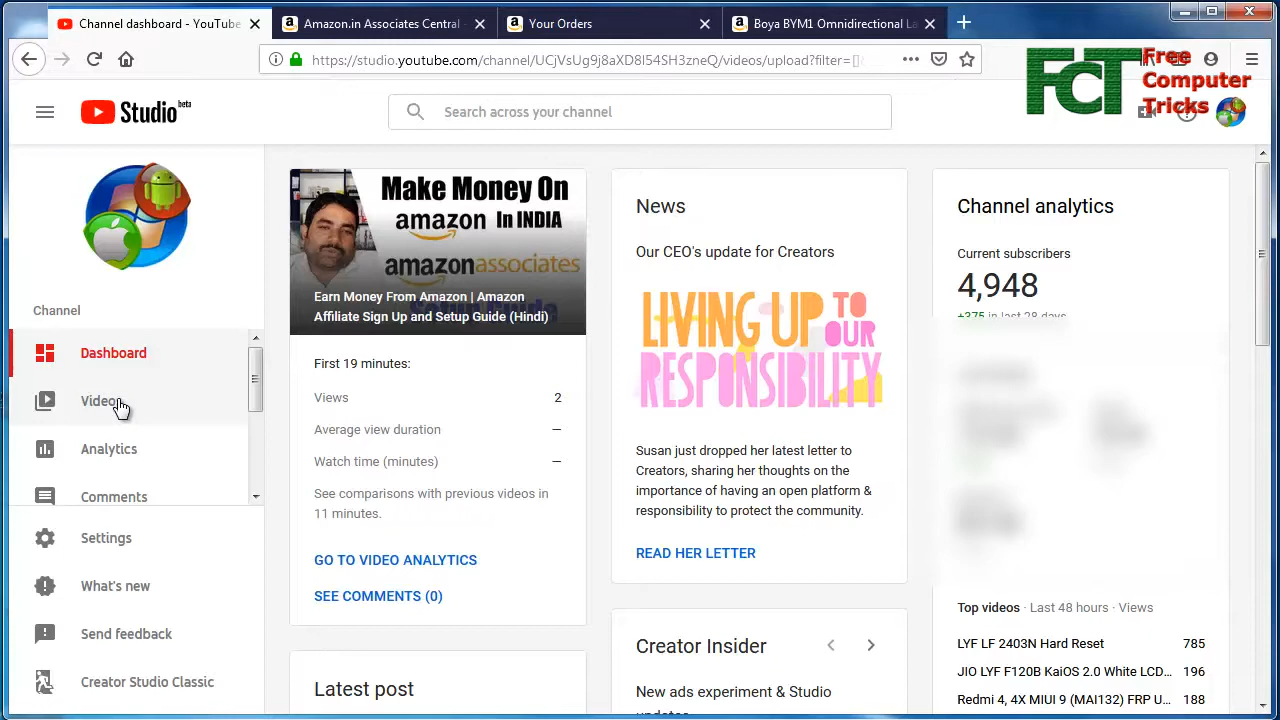 Channel dashboard - YouTube
Amazon.in Associates Central -
Your Orders
Boya BYM1 Omnidirectional La
https://studio.youtube.com/channel/UCjVsUg9j8aXD8I54SH3zeeQ/videos/upload?filter=[]
FCT
Free
Computer
Tricks
Studio beta
Search across your channel
Channel
Dashboard
Videos
Analytics
Comments
Settings
What's new
Send feedback
Creator Studio Classic
Make Money On
amazon In INDIA
amazonassociates
Earn Money From Amazon | Amazon
Affiliate Sign Up and Setup Guide (Hindi)
First 19 minutes:
Views 2
Average view duration —
Watch time (minutes) —
See comparisons with previous videos in
11 minutes.
GO TO VIDEO ANALYTICS
SEE COMMENTS (0)
Latest post
News
Our CEO's update for Creators
LIVING UP TO
OUR
RESPONSIBILITY
Susan just dropped her latest letter to
Creators, sharing her thoughts on the
importance of having an open platform &
responsibility to protect the community.
READ HER LETTER
Creator Insider
New ads experiment & Studio
updates
Channel analytics
Current subscribers
4,948
+375 in last 28 days
Top videos · Last 48 hours · Views
LYF LF 2403N Hard Reset 785
JIO LYF F120B KaiOS 2.0 White LCD... 196
Redmi 4, 4X MIUI 9 (MAI132) FRP U... 188